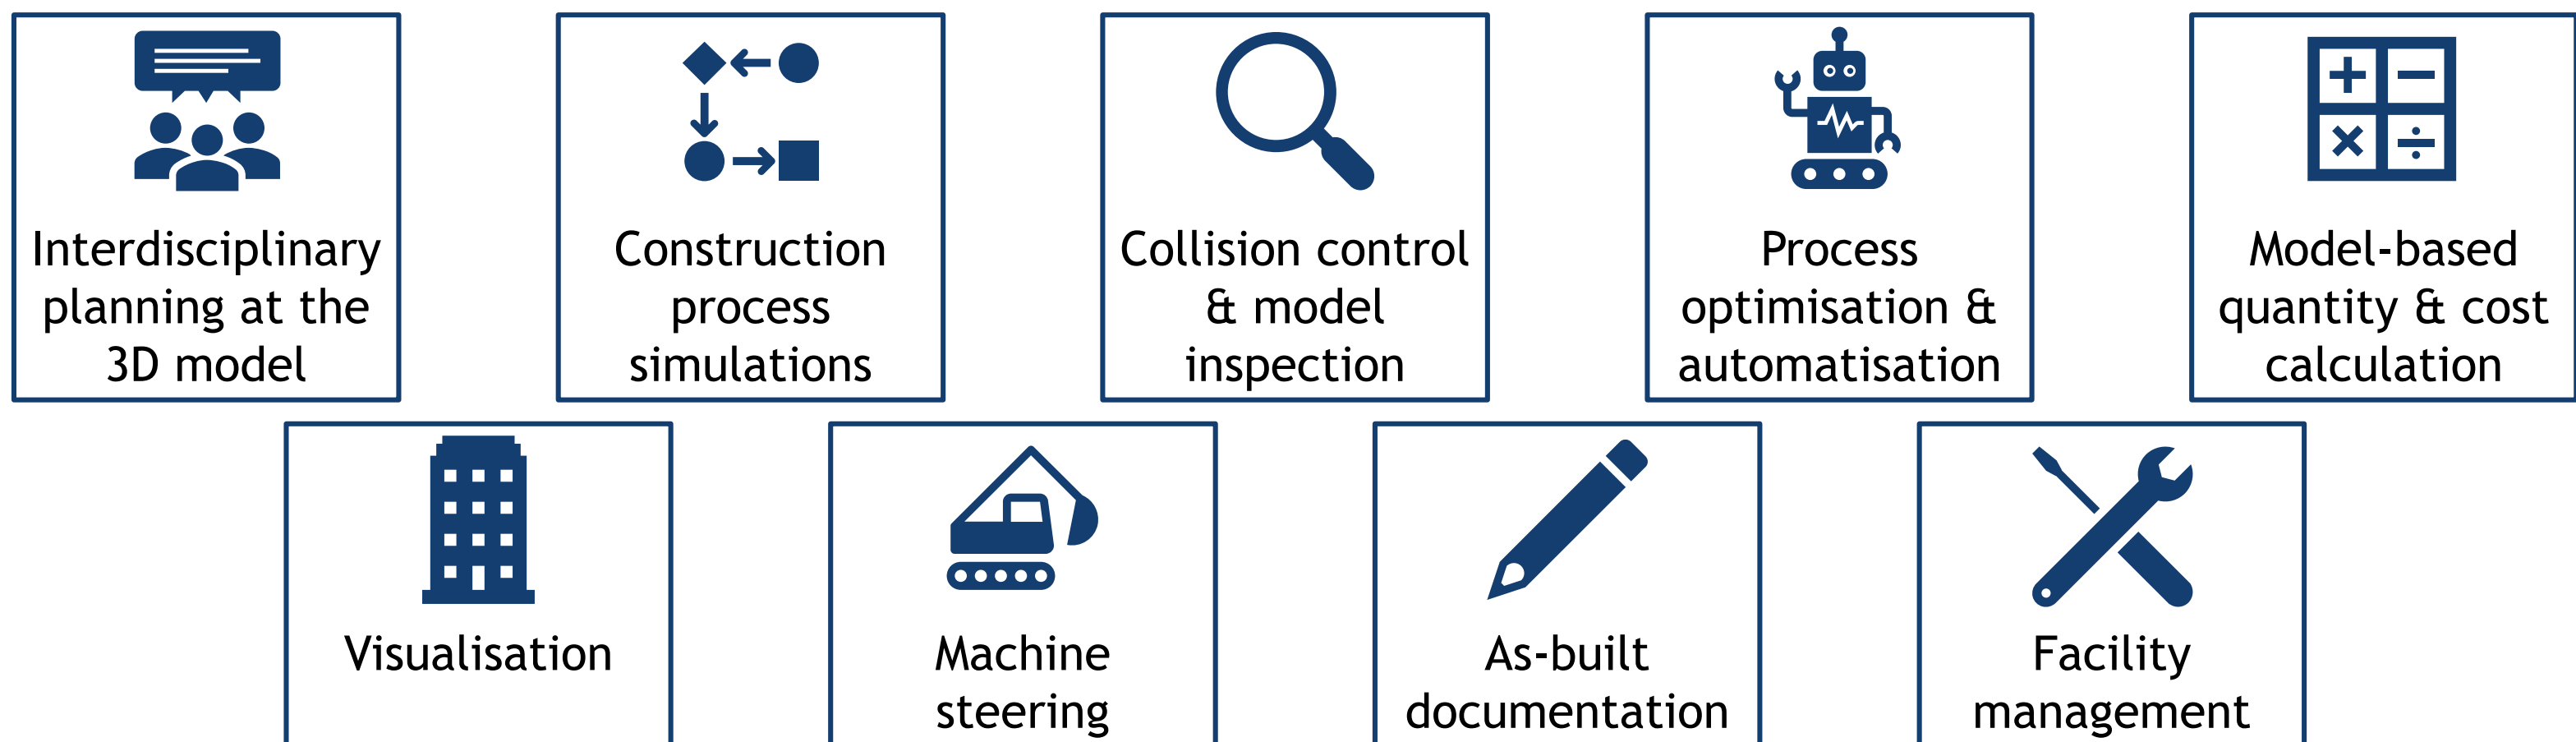 Interdisciplinary
planning at the
3D model
Construction
process
simulations
Collision control
& model
inspection
Process
optimisation &
automatisation
Model-based
quantity & cost
calculation
Visualisation
Machine
steering
As-built
documentation
Facility
management